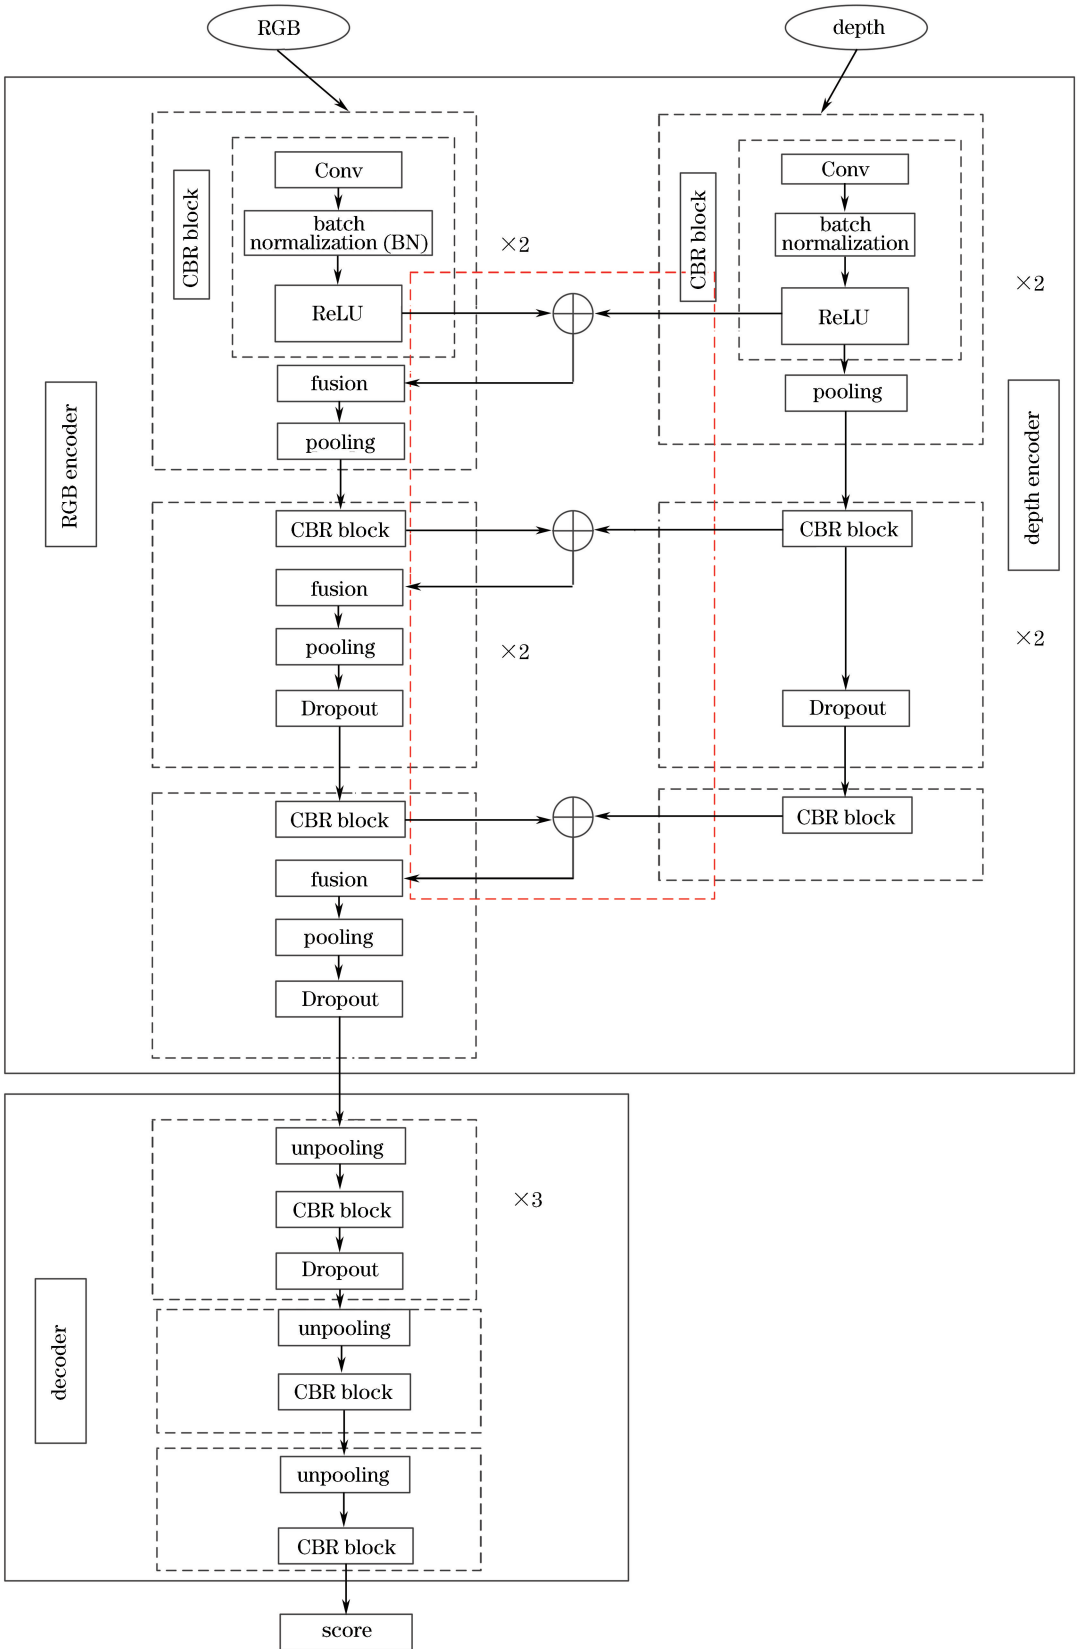 RGB
depth
CBR block
Conv
batch
normalization (BN)
ReLU
×2
fusion
pooling
CBR block
Conv
batch
normalization
ReLU
×2
pooling
RGB encoder
depth encoder
CBR block
fusion
pooling
Dropout
×2
CBR block
Dropout
×2
CBR block
fusion
pooling
Dropout
CBR block
decoder
unpooling
CBR block
Dropout
×3
unpooling
CBR block
unpooling
CBR block
score